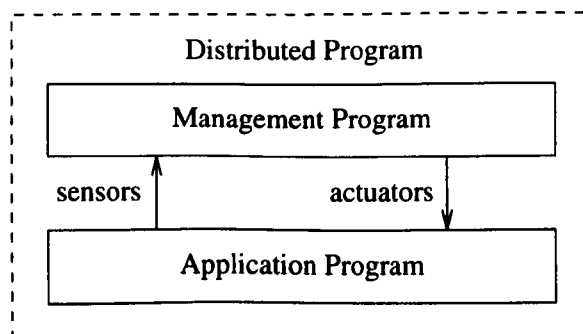 Distributed Program
Management Program
sensors
actuators
Application Program